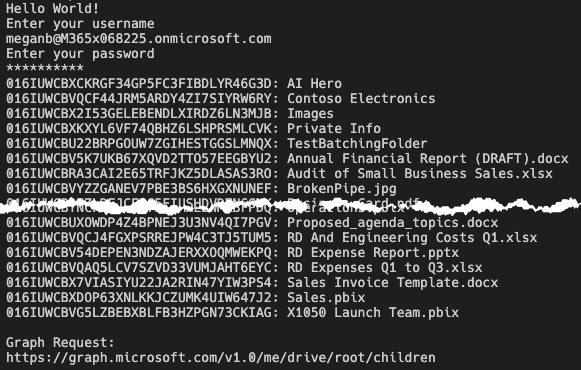 Hello World!
Enter your username
meganb@M365x068225.onmicrosoft.com
Enter your password
**********
016IUWCBXCKRGF34GP5FC3FIBDLYR46G3D: AI Hero
016IUWCBVQCF44JRM5ARDY4ZI7SIYRW6RY: Contoso Electronics
016IUWCBX2I53GELEBENDLXIRDZ6LN3MJB: Images
016IUWCBXKXYL6VF74QBHZ6LSHPRSMLCVK: Private Info
016IUWCBU22BRPGOUW7ZGIHESTGGSLMNQX: TestBatchingFolder
016IUWCBV5K7UKB67XQVD2TTO57EEGBYU2: Annual Financial Report (DRAFT).docx
016IUWCBRA3CAI2E65TRFJKZ5DLASAS3RO: Audit of Small Business Sales.xlsx
016IUWCBVYZZGANEV7PBE3BS6HXGXNUNEF: BrokenPipe.jpg
016IUWCBUXOWDP4Z4BPNEJ3U3NV4QI7PGV: Proposed_agenda_topics.docx
016IUWCBVQCJ4FGXPSRREJPW4C3TJ5TUM5: RD And Engineering Costs Q1.xlsx
016IUWCBV54DEPEN3NDZAJERXXOQMWEKPQ: RD Expense Report.pptx
016IUWCBVQAQ5LCV7SZVD33VUMJAHT6EYC: RD Expenses Q1 to Q3.xlsx
016IUWCBX7VIASIYU22JA2RIN47YIW3PS4: Sales Invoice Template.docx
016IUWCBXDOP63XNLKKJCZUMK4UIW647J2: Sales.pbix
016IUWCBVG5LZBEBXBLFB3HZPGN73CKIAG: X1050 Launch Team.pbix
Graph Request:
https://graph.microsoft.com/v1.0/me/drive/root/children